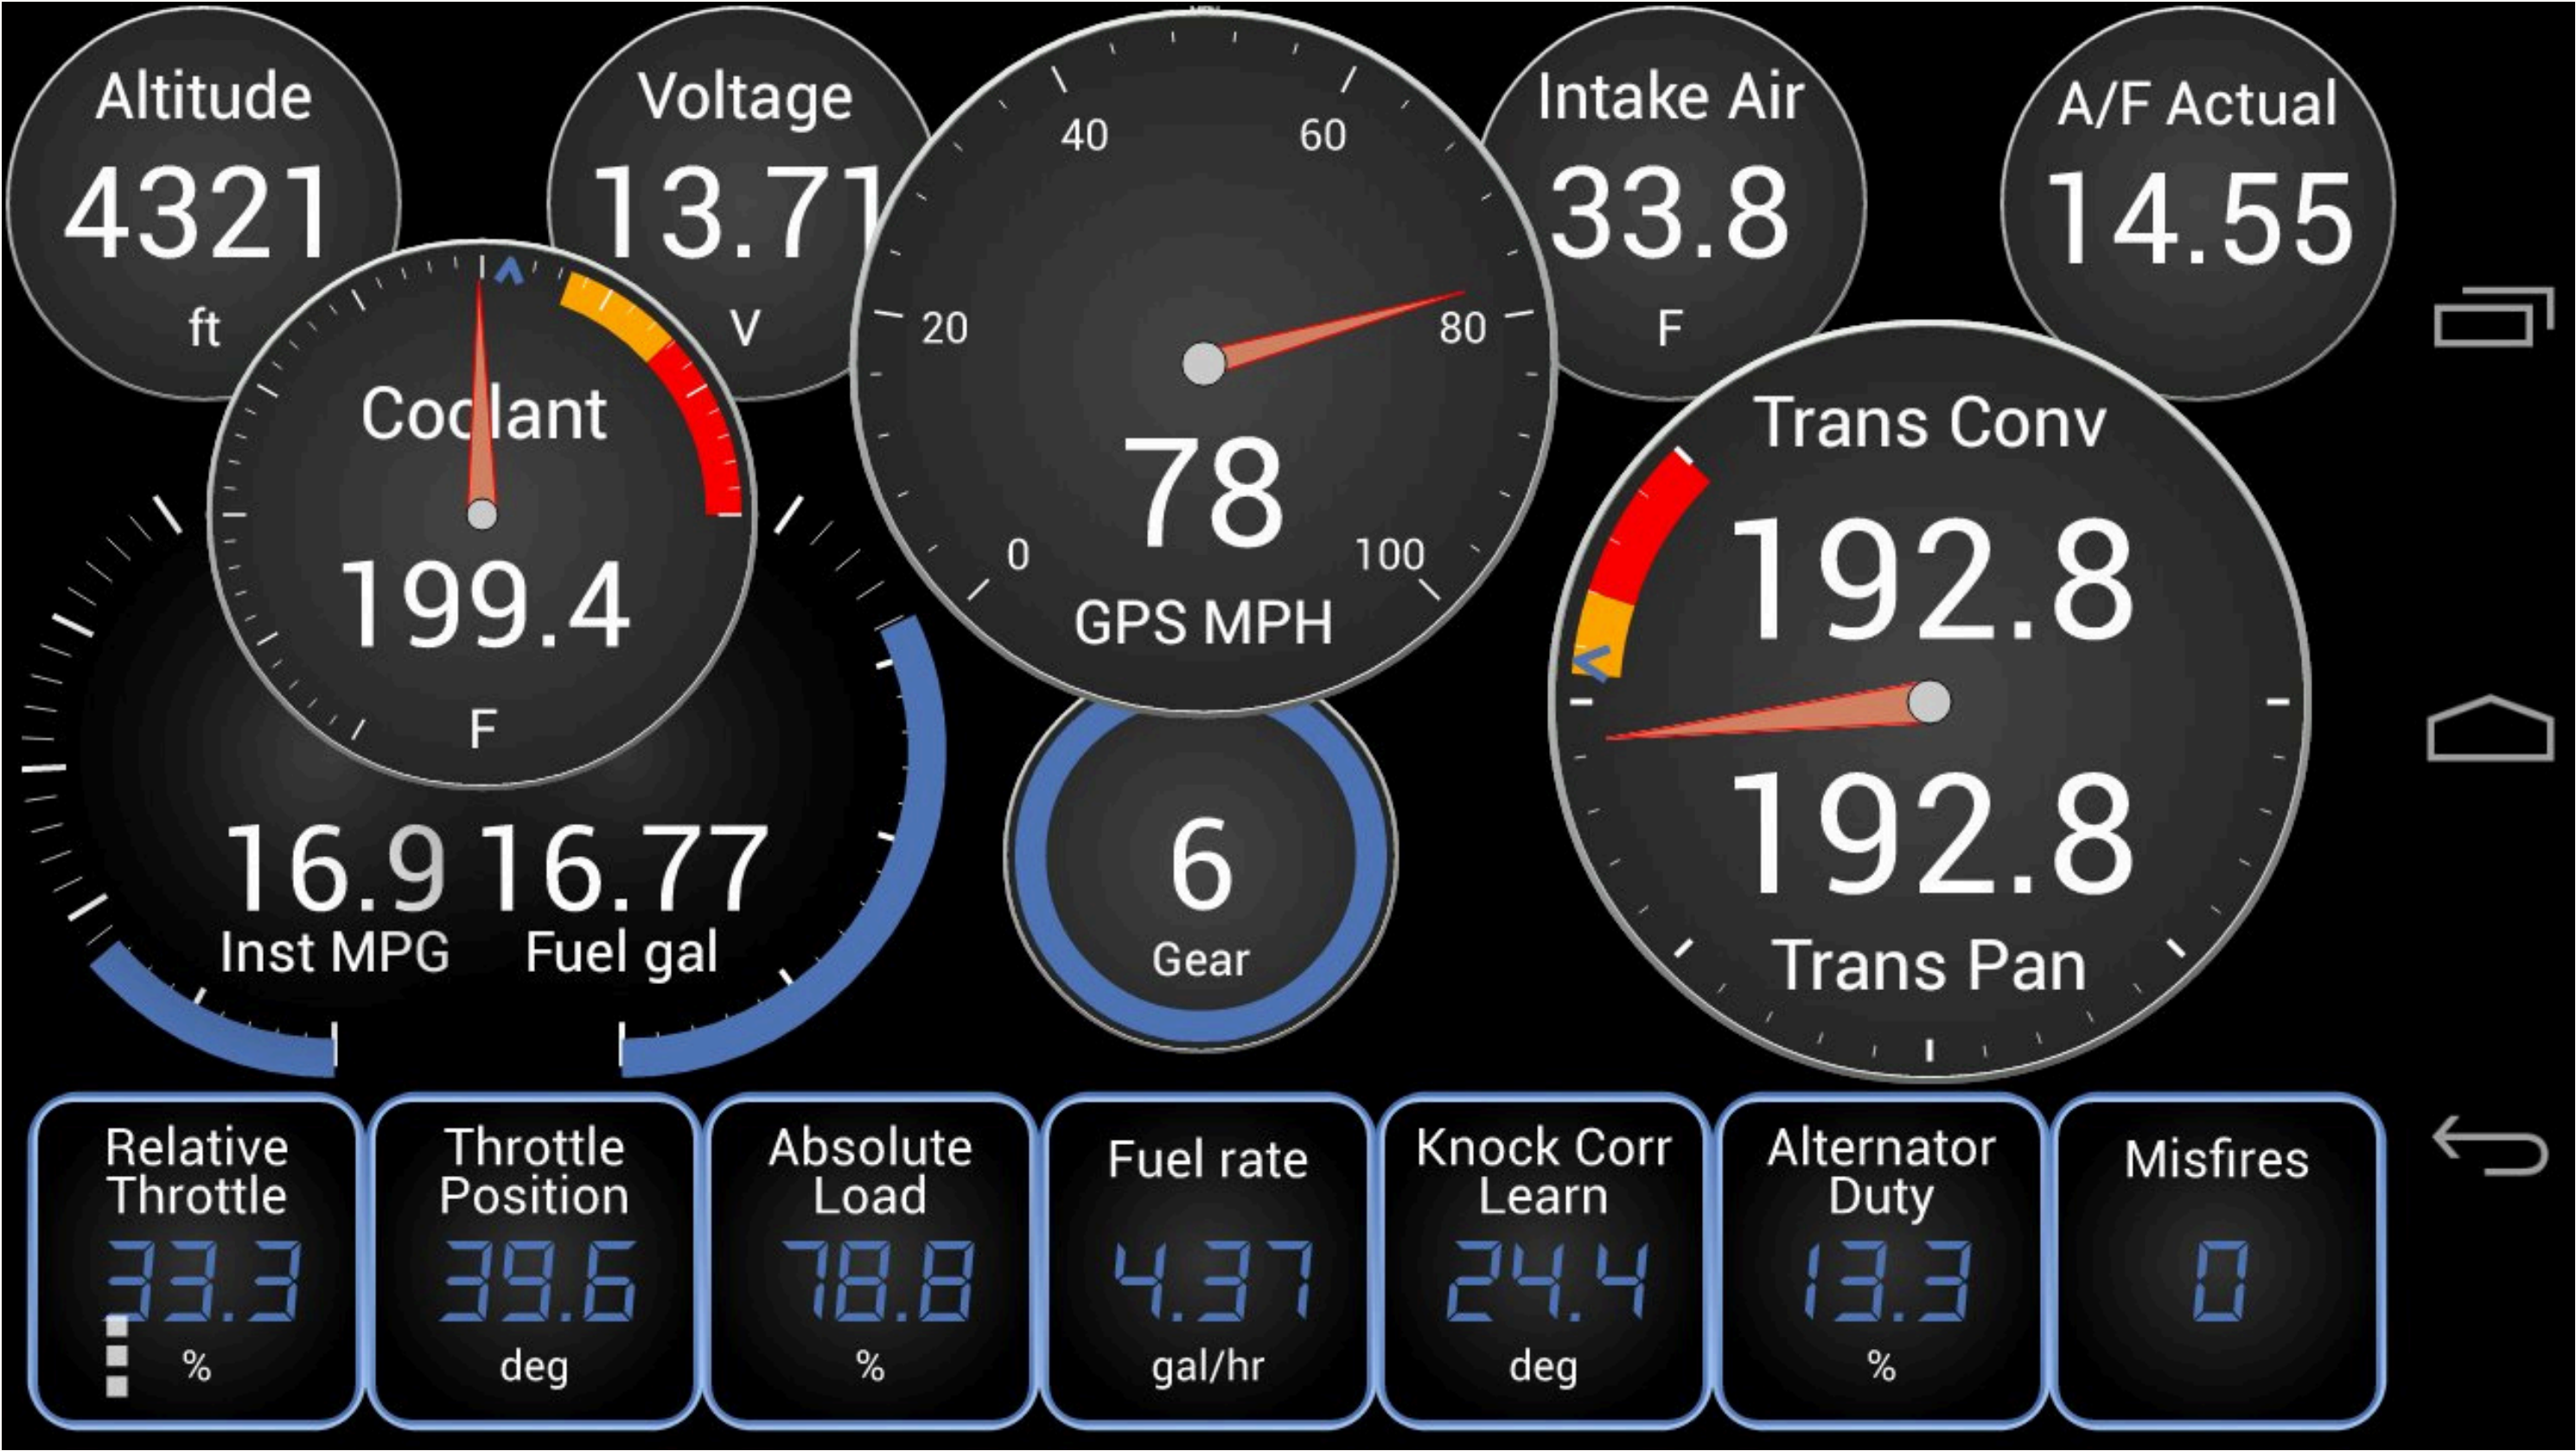 Altitude
4321
ft
Voltage
13.71
V
40
60
20
80
0
100
78
GPS MPH
Intake Air
33.8
F
A/F Actual
14.55
Coolant
199.4
F
16.9
Inst MPG
16.77
Fuel gal
6
Gear
Trans Conv
192.8
192.8
Trans Pan
Relative
Throttle
33.3
%
Throttle
Position
39.6
deg
Absolute
Load
78.8
%
Fuel rate
4.37
gal/hr
Knock Corr
Learn
24.4
deg
Alternator
Duty
13.3
%
Misfires
0